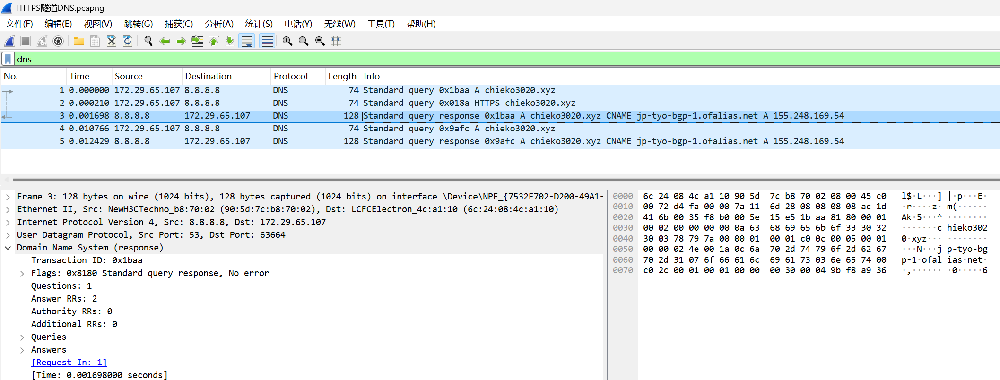 HTTPS隧道DNS.pcapng
文件(F) 编辑(E) 视图(V) 跳转(G) 捕获(C) 分析(A) 统计(S) 电话(Y) 无线(W) 工具(T) 帮助(H)
dns
No. Time Source Destination Protocol Length Info
1 0.000000 172.29.65.107 8.8.8.8 DNS 74 Standard query 0x1baa A chieko3020.xyz
2 0.000210 172.29.65.107 8.8.8.8 DNS 74 Standard query 0x018a HTTPS chieko3020.xyz
3 0.001698 8.8.8.8 172.29.65.107 DNS 128 Standard query response 0x1baa A chieko3020.xyz CNAME jp-tyo-bgp-1.ofalias.net A 155.248.169.54
4 0.010766 172.29.65.107 8.8.8.8 DNS 74 Standard query 0x9afc A chieko3020.xyz
5 0.012429 8.8.8.8 172.29.65.107 DNS 128 Standard query response 0x9afc A chieko3020.xyz CNAME jp-tyo-bgp-1.ofalias.net A 155.248.169.54
Frame 3: 128 bytes on wire (1024 bits), 128 bytes captured (1024 bits) on interface \Device\NPF_{7532E702-D200-49A1-
Ethernet II, Src: NewH3CTechno_b8:70:02 (90:5d:7c:b8:70:02), Dst: LCFCElectron_4c:a1:10 (6c:24:08:4c:a1:10)
Internet Protocol Version 4, Src: 8.8.8.8, Dst: 172.29.65.107
User Datagram Protocol, Src Port: 53, Dst Port: 63664
Domain Name System (response)
Transaction ID: 0x1baa
Flags: 0x8180 Standard query response, No error
Questions: 1
Answer RRs: 2
Authority RRs: 0
Additional RRs: 0
Queries
Answers
[Request In: 1]
[Time: 0.001698000 seconds]
0000 6c 24 08 4c a1 10 90 5d 7c b8 70 02 08 00 45 c0 l$·L···] |·p···E·
0010 00 72 d4 fa 00 00 7a 11 6d 28 08 08 08 08 ac 1d ·r····z· m(······
0020 41 6b 00 35 f8 b0 00 5e 15 e5 1b aa 81 80 00 01 Ak·5···^ ········
0030 00 02 00 00 00 00 0a 63 68 69 65 6b 6f 33 30 32 ·······c hieko302
0040 30 03 78 79 7a 00 00 01 00 01 c0 0c 00 05 00 01 0·xyz··· ········
0050 00 00 02 4e 00 1a 0c 6a 70 2d 74 79 6f 2d 62 67 ···N···j p-tyo-bg
0060 70 2d 31 07 6f 66 61 6c 69 61 73 03 6e 65 74 00 p-1·ofal ias·net·
0070 c0 2c 00 01 00 01 00 00 00 30 00 04 9b f8 a9 36 ·,······ ·0·····6